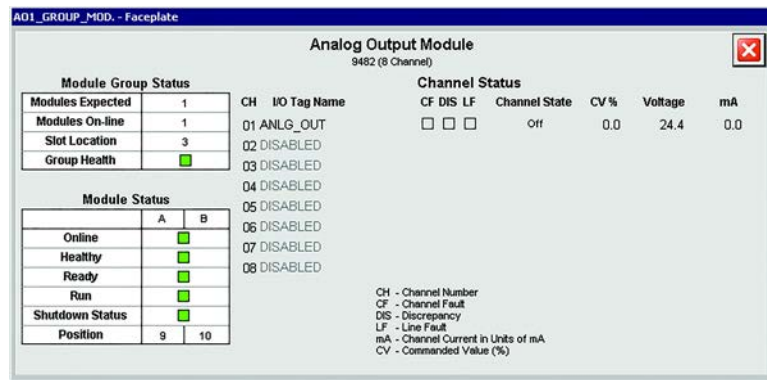 AO1_GROUP_MOD. - Faceplate
Analog Output Module
9482 (8 Channel)
Module Group Status
Modules Expected 1
Modules On-line 1
Slot Location 3
Group Health
Module Status
A B
Online
Healthy
Ready
Run
Shutdown Status
Position 9 10
Channel Status
CH I/O Tag Name CF DIS LF Channel State CV % Voltage mA
01 ANLG_OUT Off 0.0 24.4 0.0
02 DISABLED
03 DISABLED
04 DISABLED
05 DISABLED
06 DISABLED
07 DISABLED
08 DISABLED
CH - Channel Number
CF - Channel Fault
DIS - Discrepancy
LF - Line Fault
mA - Channel Current in Units of mA
CV - Commanded Value (%)